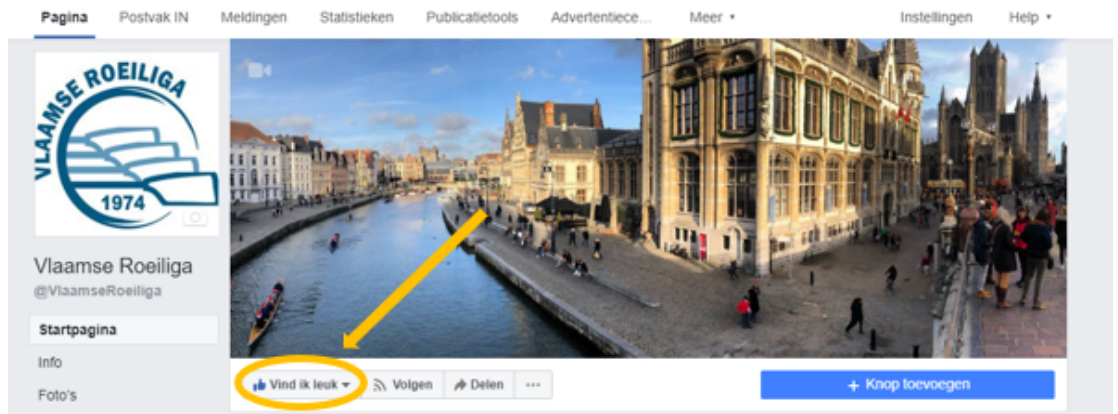 Pagina Postvak IN Meldingen Statistieken Publicatietools Advertentiece... Meer Instellingen Help
VLAAMSE ROEILIGA
1974
Vlaamse Roeiliga
@VlaamseRoeiliga
Startpagina
Info
Foto's
Vind ik leuk Volgen Delen ... + Knop toevoegen